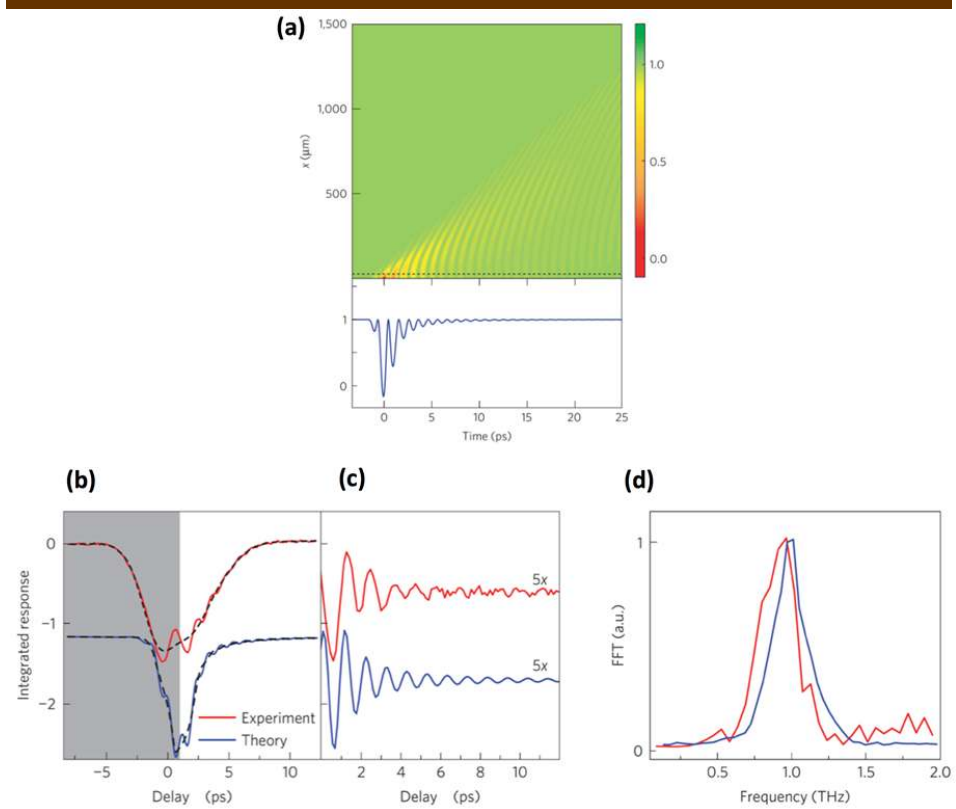 (a)
1,500
1,000
500
x (μm)
1.0
0.5
0.0
1
0
0 5 10 15 20 25
Time (ps)
(b) (c) (d)
0
-1
-2
Integrated response
Experiment
Theory
5x
5x
1
0
FFT (a.u.)
-5 0 5 10
2 4 6 8 10
0.5 1.0 1.5 2.0
Delay (ps) Delay (ps) Frequency (THz)